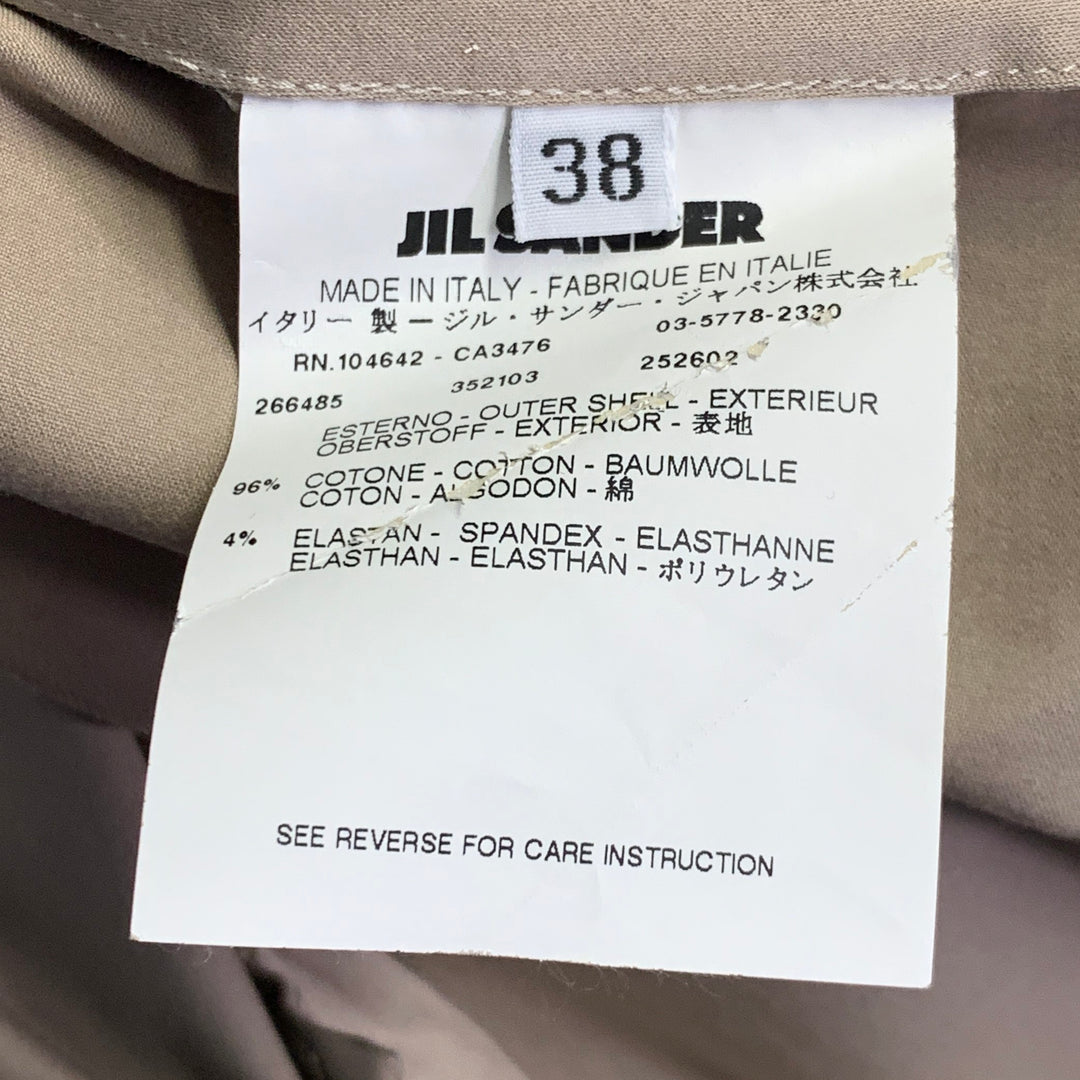 38
JIL SANDER
MADE IN ITALY - FABRIQUE EN ITALIE
イタリー 製 ー ジル・サンダー・ジャパン株式会社
03-5778-2330
RN.104642 - CA3476
252602
352103
266485
ESTERNO - OUTER SHELL - EXTERIEUR
OBERSTOFF - EXTERIOR - 表地
96% COTONE - COTTON - BAUMWOLLE
COTON - ALGODON - 綿
4% ELASTAN - SPANDEX - ELASTHANNE
ELASTHAN - ELASTHAN - ポリウレタン
SEE REVERSE FOR CARE INSTRUCTION